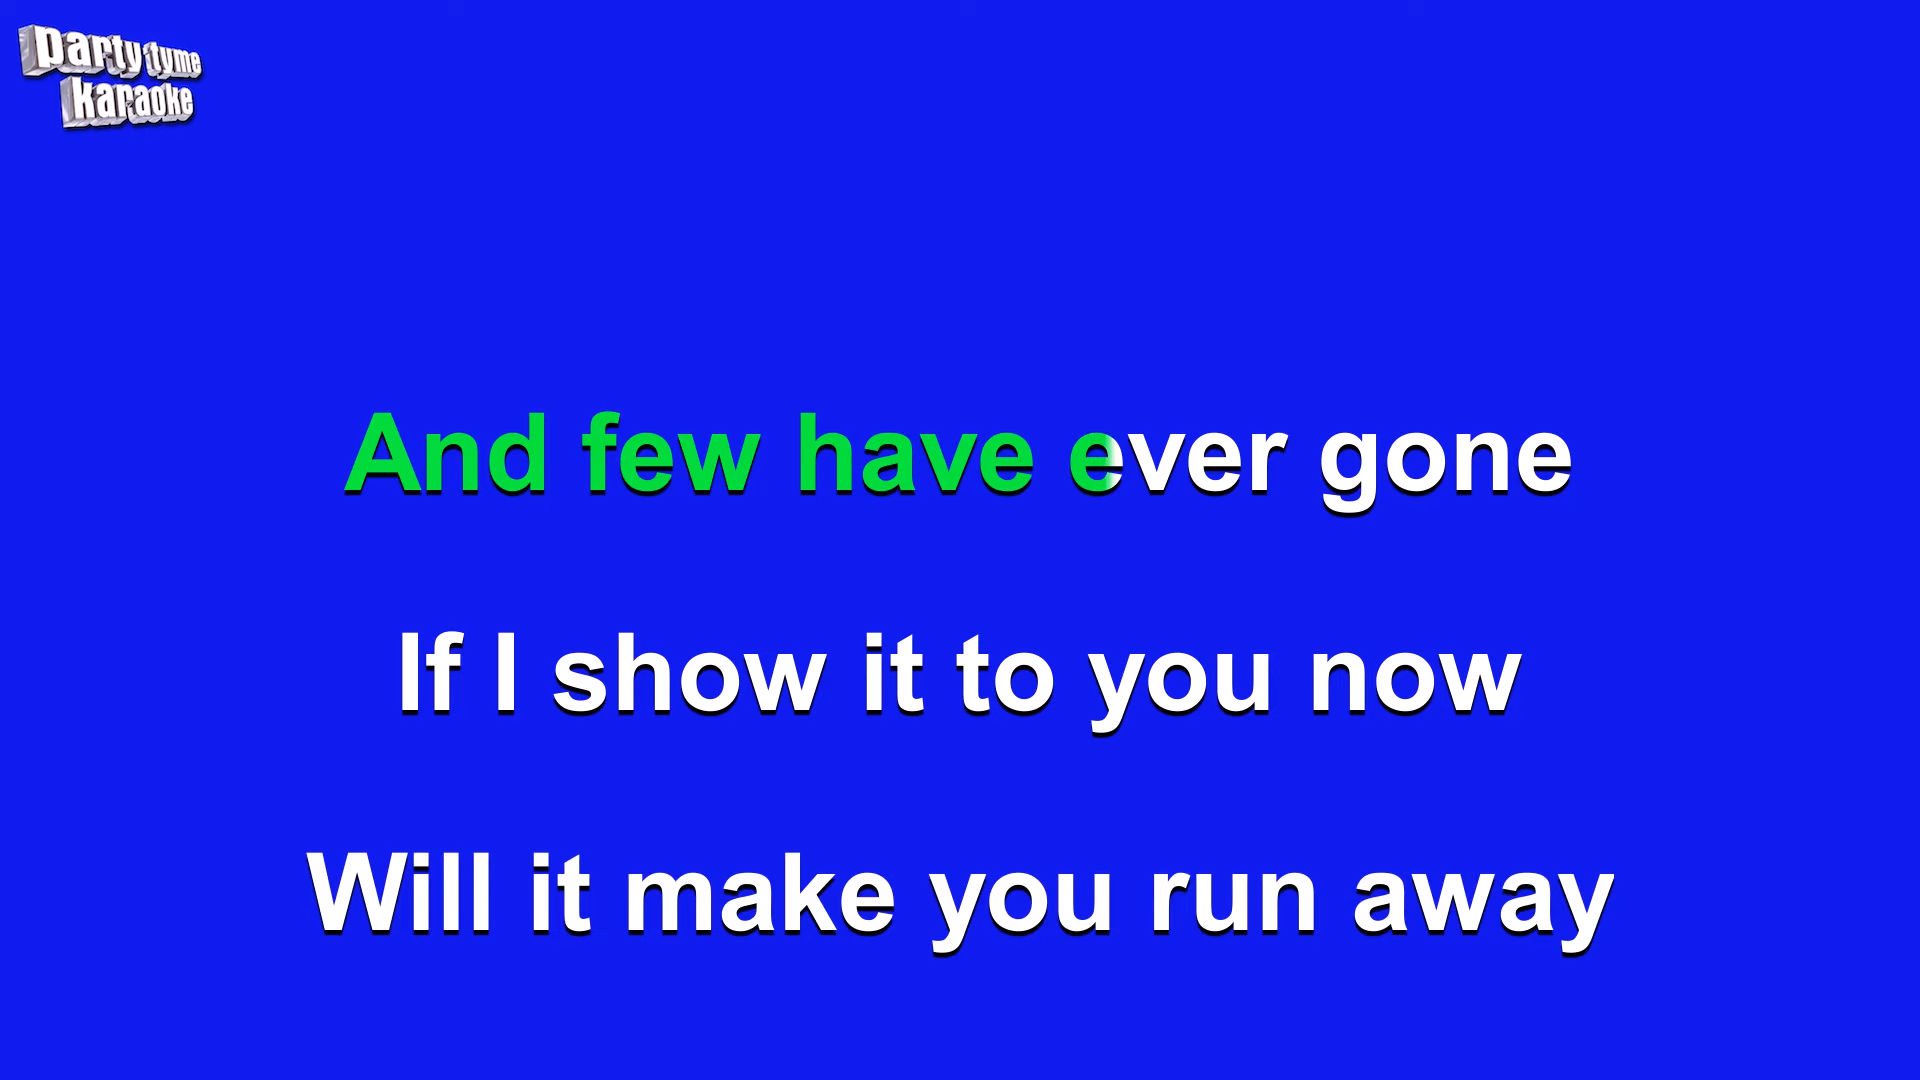 party tyme
karaoke
And few have ever gone
If I show it to you now
Will it make you run away